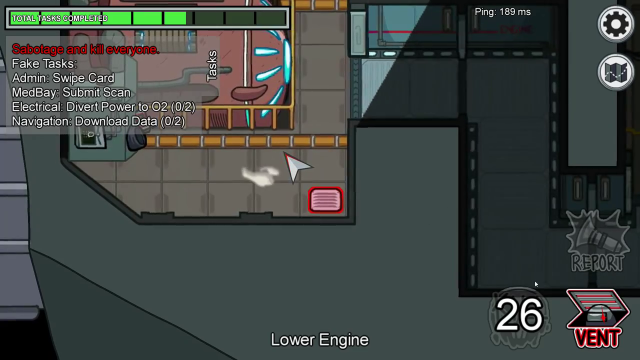 TOTAL TASKS COMPLETED
Ping: 189 ms
Sabotage and kill everyone.
Fake Tasks:
Admin: Swipe Card
MedBay: Submit Scan
Electrical: Divert Power to O2 (0/2)
Navigation: Download Data (0/2)
Tasks
REPORT
26
VENT
Lower Engine